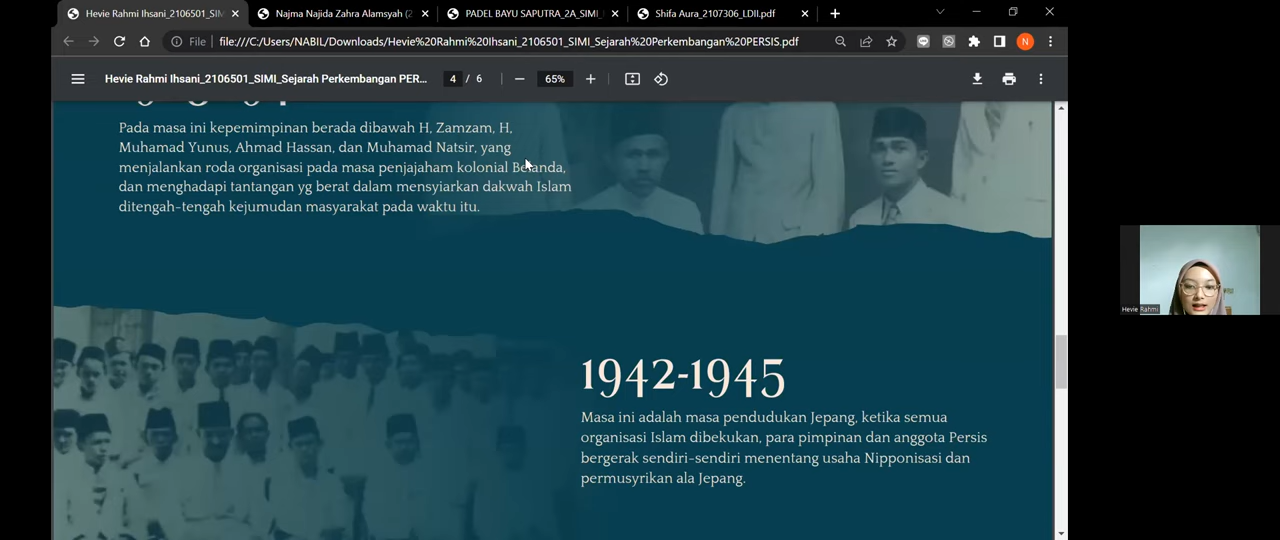 Hevie Rahmi Ihsani_2106501_SIM
Najma Najida Zahra Alamsyah (2
PADEL BAYU SAPUTRA_2A_SIMI_
Shifa Aura_2107306_LDII.pdf
File
file:///C:/Users/NABIL/Downloads/Hevie%20Rahmi%20Ihsani_2106501_SIMI_Sejarah%20Perkembangan%20PERSIS.pdf
N
Hevie Rahmi Ihsani_2106501_SIMI_Sejarah Perkembangan PER...
4 / 6
65%
Pada masa ini kepemimpinan berada dibawah H, Zamzam, H,
Muhamad Yunus, Ahmad Hassan, dan Muhamad Natsir, yang
menjalankan roda organisasi pada masa penjajaham kolonial Belanda,
dan menghadapi tantangan yg berat dalam mensyiarkan dakwah Islam
ditengah-tengah kejumudan masyarakat pada waktu itu.
1942-1945
Masa ini adalah masa pendudukan Jepang, ketika semua
organisasi Islam dibekukan, para pimpinan dan anggota Persis
bergerak sendiri-sendiri menentang usaha Nipponisasi dan
permusyrikan ala Jepang.
Hevie Rahmi